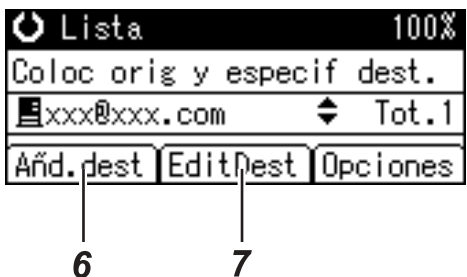 Lista 100%
Coloc orig y especif dest.
xxx@xxx.com Tot.1
Añd.dest EditDest Opciones
6 7